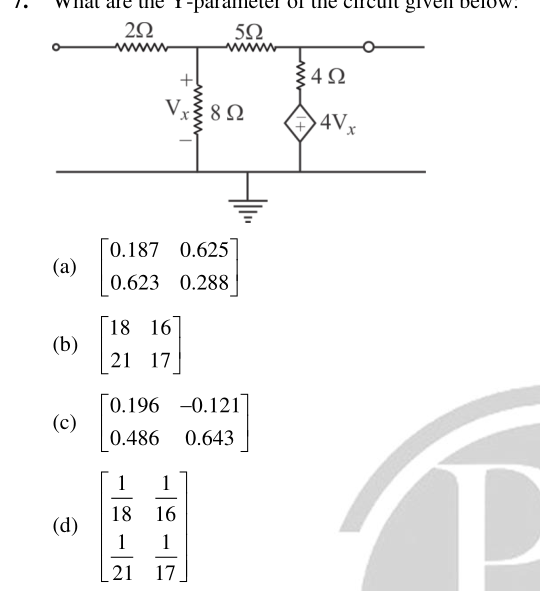 7. What are the Y-parameter of the circuit given below:
2Ω 5Ω
+ 4 Ω
Vx 8 Ω − + 4Vx
−
(a) [0.187 0.625
0.623 0.288]
(b) [18 16
21 17]
(c) [0.196 –0.121
0.486 0.643]
(d) [1/18 1/16
1/21 1/17]
P